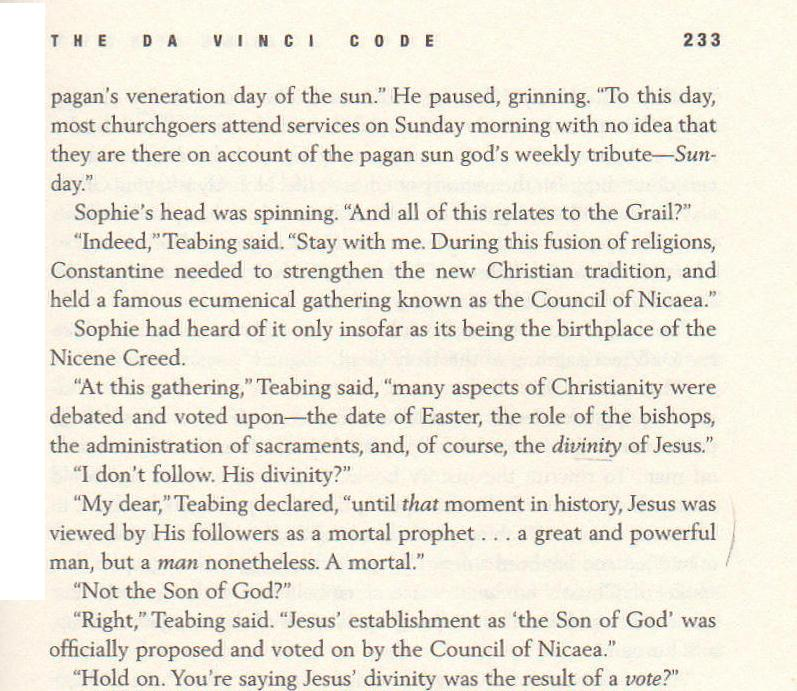 THE DA VINCI CODE 233
pagan's veneration day of the sun.” He paused, grinning. “To this day,
most churchgoers attend services on Sunday morning with no idea that
they are there on account of the pagan sun god's weekly tribute—Sun-
day.”
Sophie's head was spinning. “And all of this relates to the Grail?”
“Indeed,” Teabing said. “Stay with me. During this fusion of religions,
Constantine needed to strengthen the new Christian tradition, and
held a famous ecumenical gathering known as the Council of Nicaea.”
Sophie had heard of it only insofar as its being the birthplace of the
Nicene Creed.
“At this gathering,” Teabing said, “many aspects of Christianity were
debated and voted upon—the date of Easter, the role of the bishops,
the administration of sacraments, and, of course, the divinity of Jesus.”
“I don't follow. His divinity?”
“My dear,” Teabing declared, “until that moment in history, Jesus was
viewed by His followers as a mortal prophet . . . a great and powerful
man, but a man nonetheless. A mortal.”
“Not the Son of God?”
“Right,” Teabing said. “Jesus' establishment as ‘the Son of God’ was
officially proposed and voted on by the Council of Nicaea.”
“Hold on. You're saying Jesus' divinity was the result of a vote?”